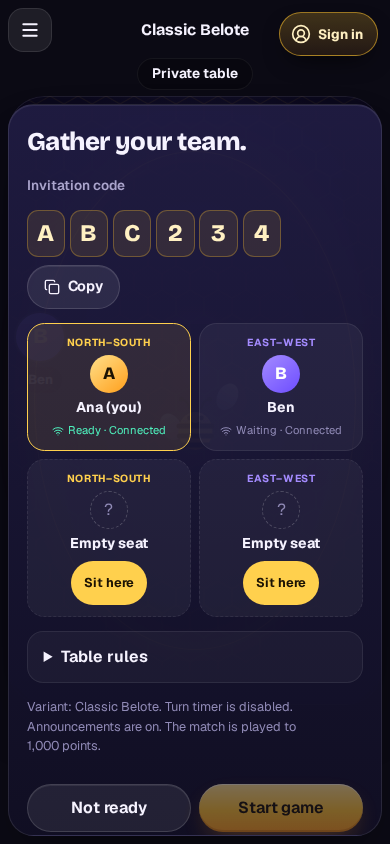 Classic Belote
Sign in
Private table
Gather your team.
Invitation code
A B C 2 3 4
Copy
NORTH–SOUTH
A
Ana (you)
Ready · Connected
EAST–WEST
B
Ben
Waiting · Connected
NORTH–SOUTH
?
Empty seat
Sit here
EAST–WEST
?
Empty seat
Sit here
Table rules
Variant: Classic Belote. Turn timer is disabled.
Announcements are on. The match is played to
1,000 points.
Not ready
Start game